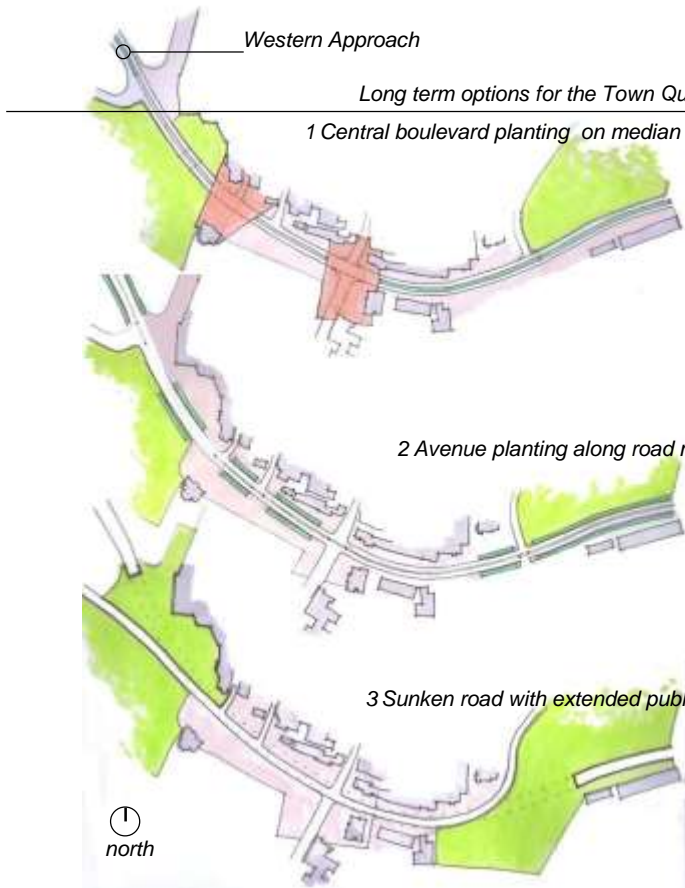 Western Approach
Long term options for the Town
1 Central boulevard planting on median
2 Avenue planting along road
3 Sunken road with extended
north